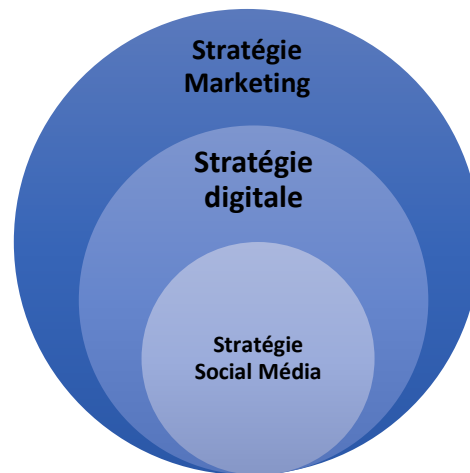 Stratégie
Marketing
Stratégie
digitale
Stratégie
Social Média